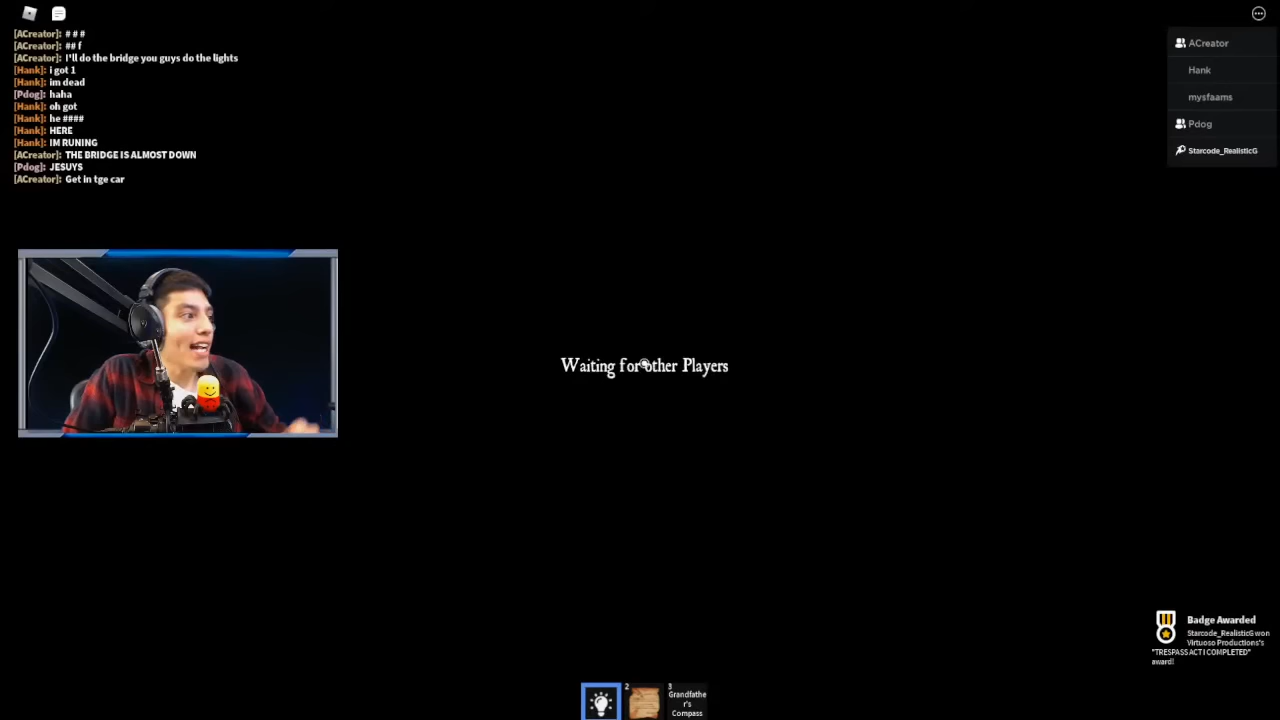 [ACreator]: # # #
[ACreator]: ## f
[ACreator]: I'll do the bridge you guys do the lights
[Hank]: i got 1
[Hank]: im dead
[Pdog]: haha
[Hank]: oh got
[Hank]: he ####
[Hank]: HERE
[Hank]: IM RUNING
[ACreator]: THE BRIDGE IS ALMOST DOWN
[Pdog]: JESUYS
[ACreator]: Get in tge car
ACreator
Hank
mysfaams
Pdog
Starcode_RealisticG
Waiting for other Players
Badge Awarded
Starcode_RealisticG won
Virtuoso Productions's
"TRESPASS ACT I COMPLETED"
award!
2
3
Grandfathe
r's
Compass